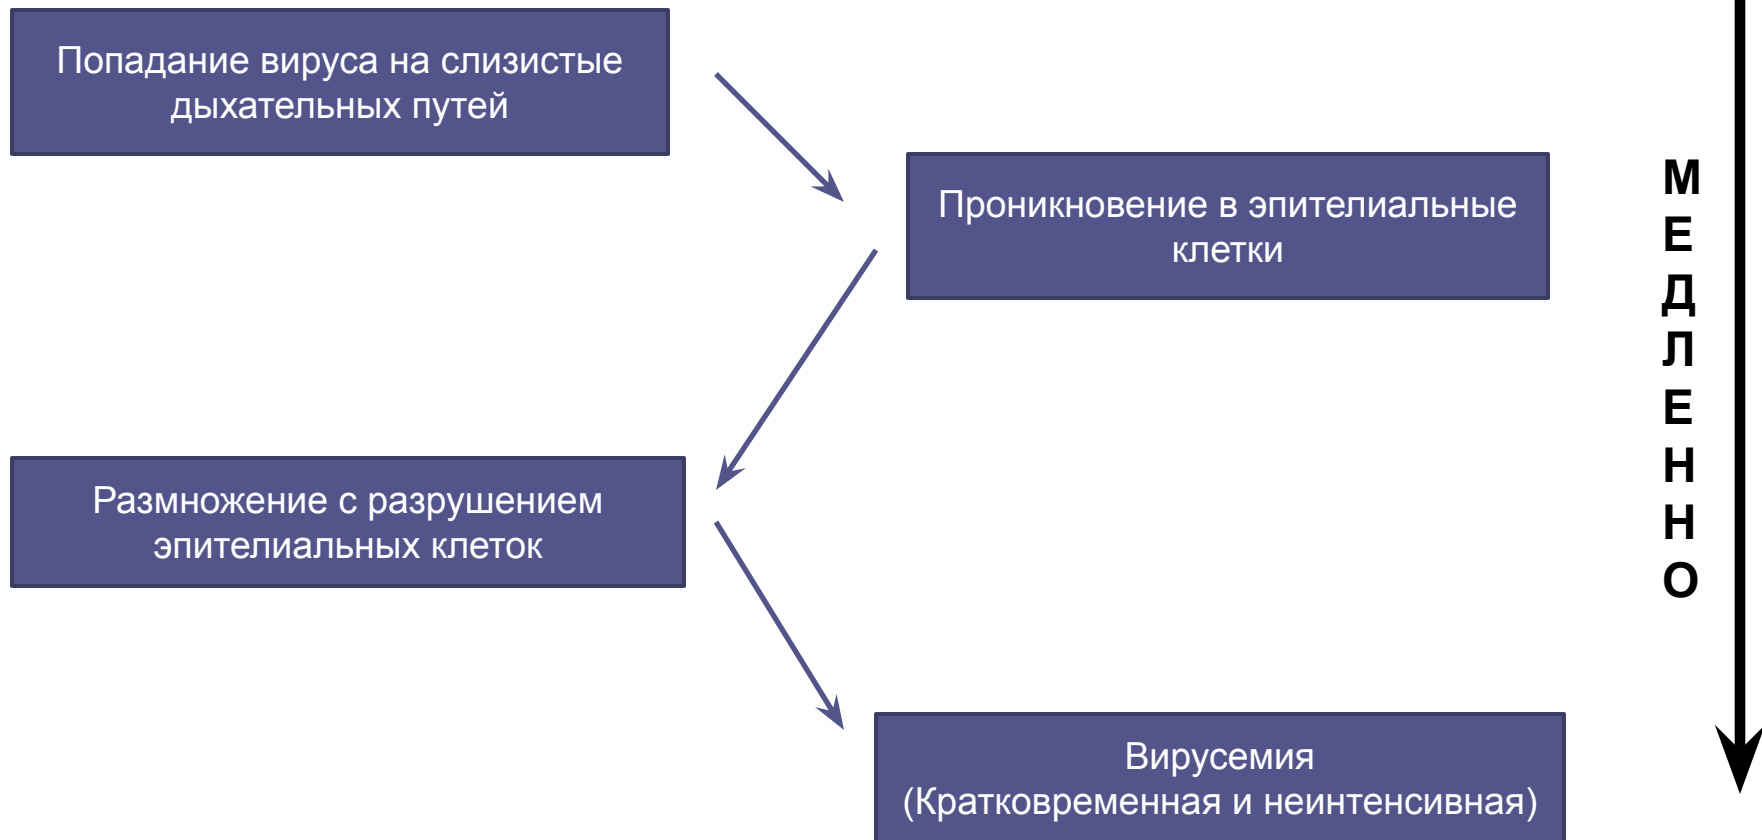 Попадание вируса на слизистые
дыхательных путей
Проникновение в эпителиальные
клетки
Размножение с разрушением
эпителиальных клеток
Вирусемия
(Кратковременная и неинтенсивная)
М
Е
Д
Л
Е
Н
Н
О